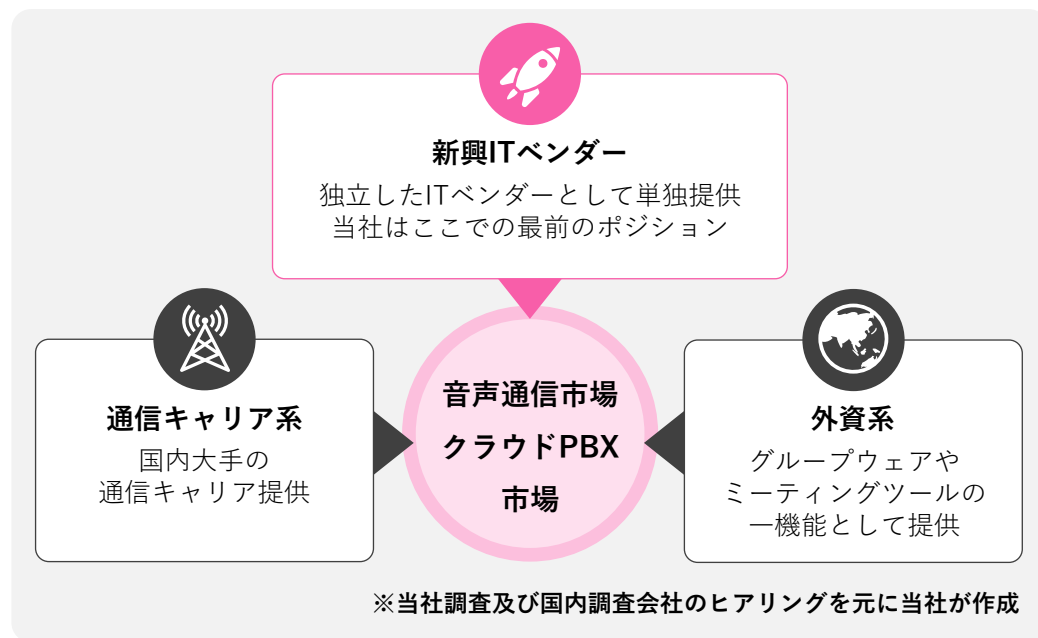 新興ITベンダー
独立したITベンダーとして単独提供
当社はここでの最前のポジション
通信キャリア系
国内大手の
通信キャリア提供
音声通信市場
クラウドPBX
市場
外資系
グループウェアや
ミーティングツールの
一機能として提供
※当社調査及び国内調査会社のヒアリングを元に当社が作成